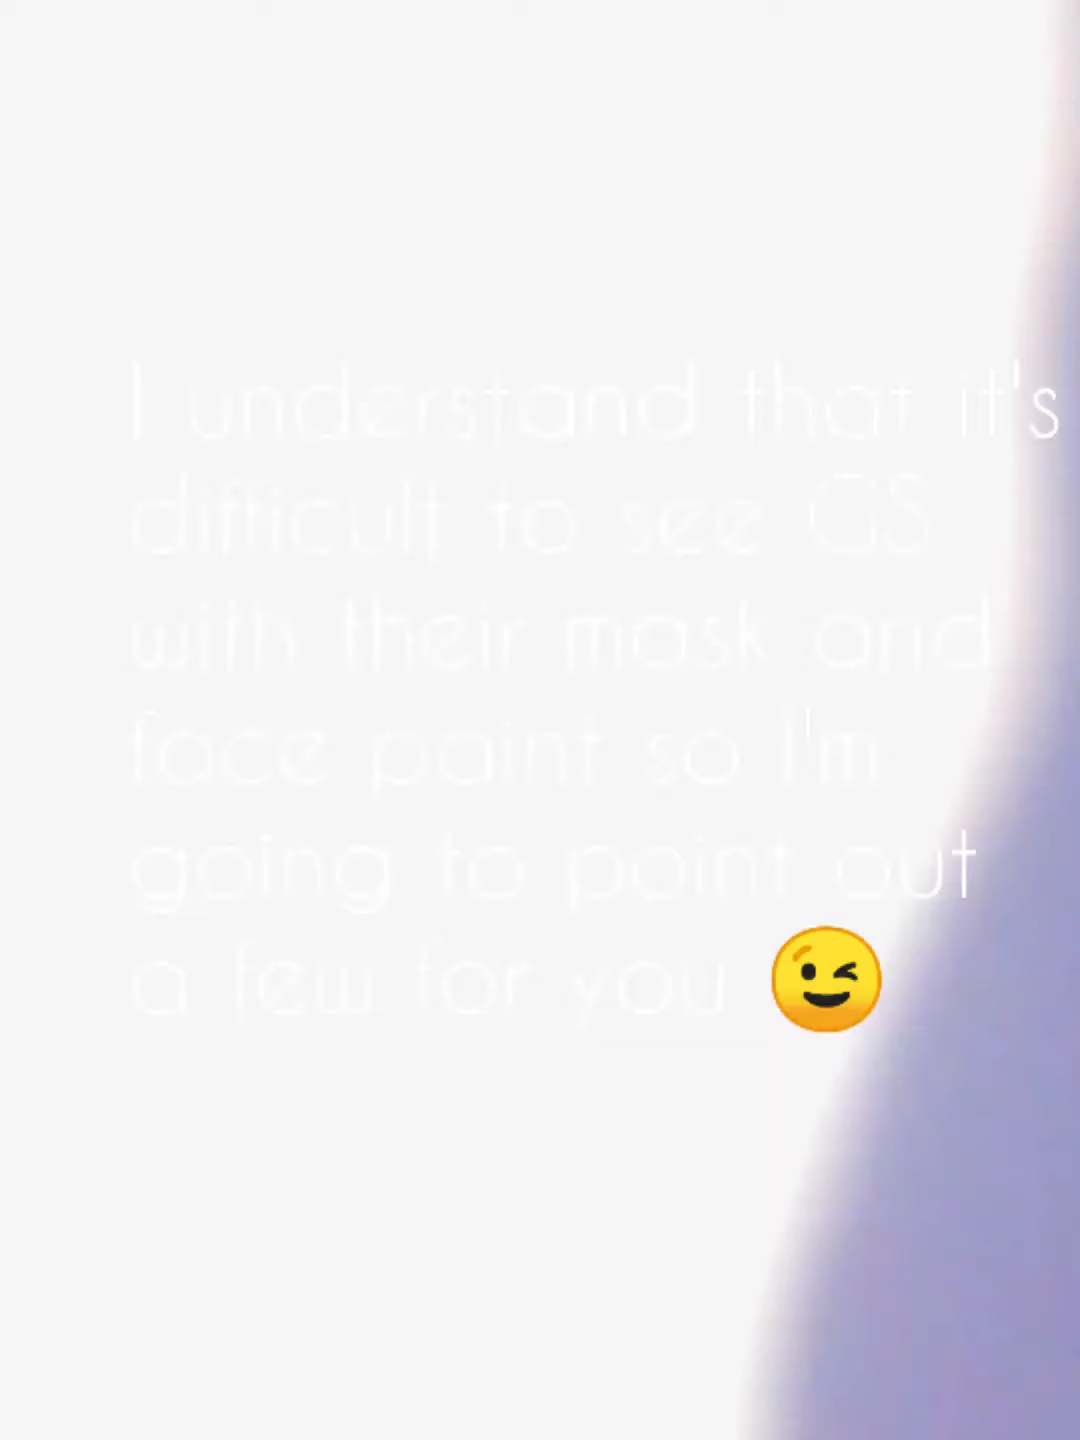 I understand that it's
difficult to see GS
with their mask and
face paint so I'm
going to point out
a few for you 😉